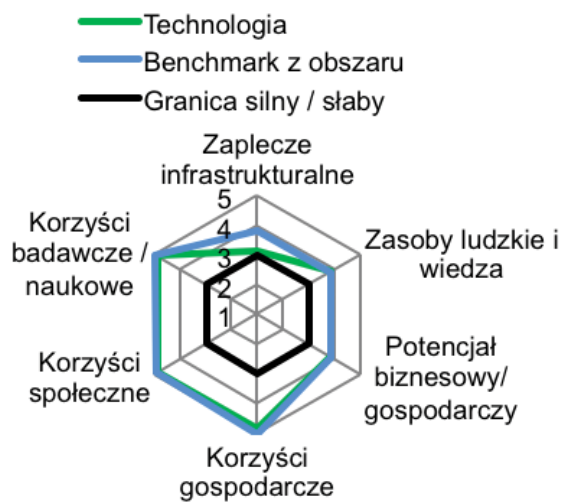 Technologia
Benchmark z obszaru
Granica silny / słaby
Zaplecze
infrastrukturalne
5
4
3
2
1
Zasoby ludzkie i
wiedza
Potencjał
biznesowy/
gospodarczy
Korzyści
gospodarcze
Korzyści
społeczne
Korzyści
badawcze /
naukowe